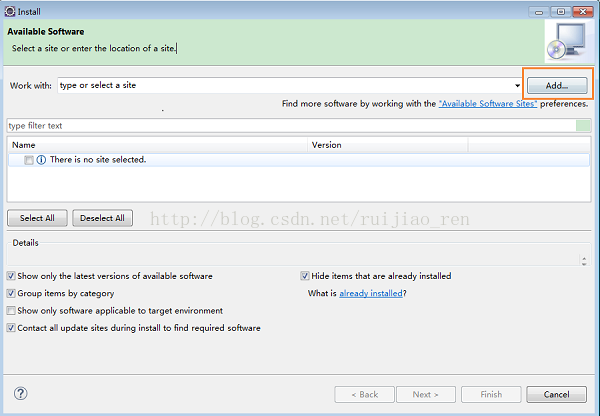 Install
Available Software
Select a site or enter the location of a site.
Work with: type or select a site Add...
Find more software by working with the "Available Software Sites" preferences.
type filter text
Name Version
There is no site selected.
Select All Deselect All
http://blog.csdn.net/ruijiao_ren
Details
Show only the latest versions of available software Hide items that are already installed
Group items by category What is already installed?
Show only software applicable to target environment
Contact all update sites during install to find required software
? < Back Next > Finish Cancel